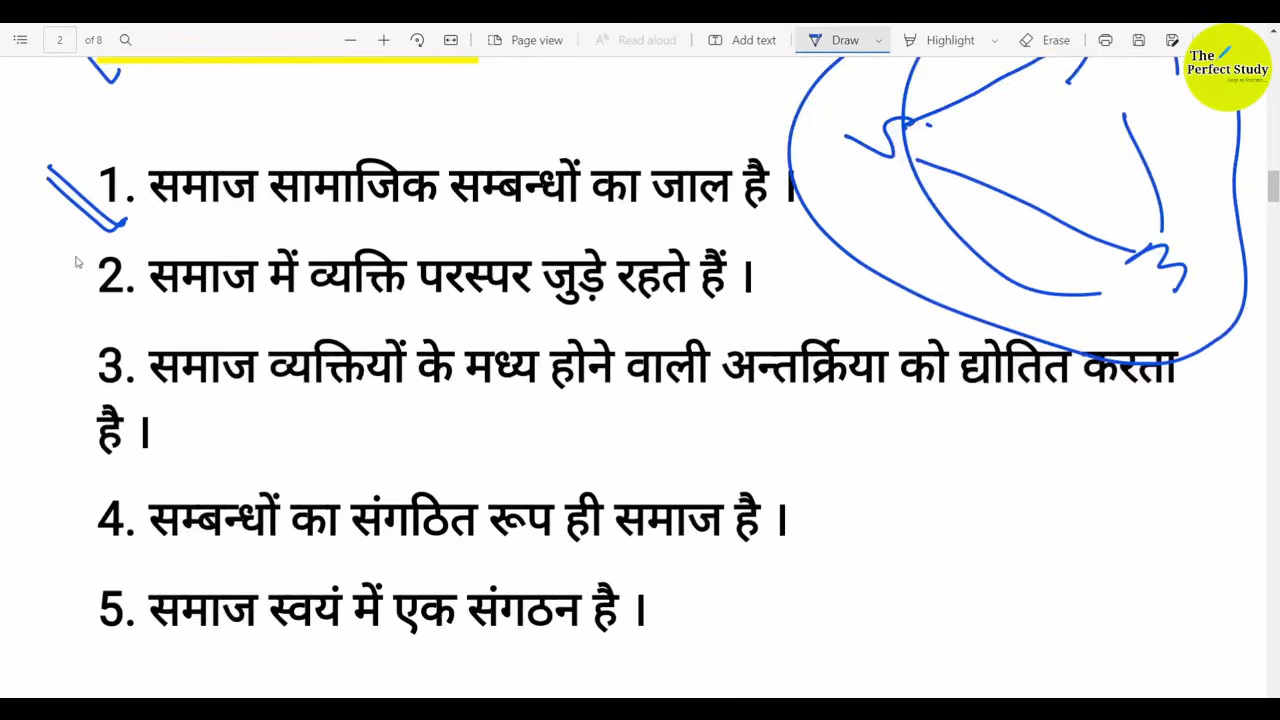 2 of 8 Page view Read aloud Add text Draw Highlight Erase
The
Perfect Study
1. समाज सामाजिक सम्बन्धों का जाल है ।
2. समाज में व्यक्ति परस्पर जुड़े रहते हैं ।
3. समाज व्यक्तियों के मध्य होने वाली अन्तर्क्रिया को द्योतित करता
है ।
4. सम्बन्धों का संगठित रूप ही समाज है ।
5. समाज स्वयं में एक संगठन है ।